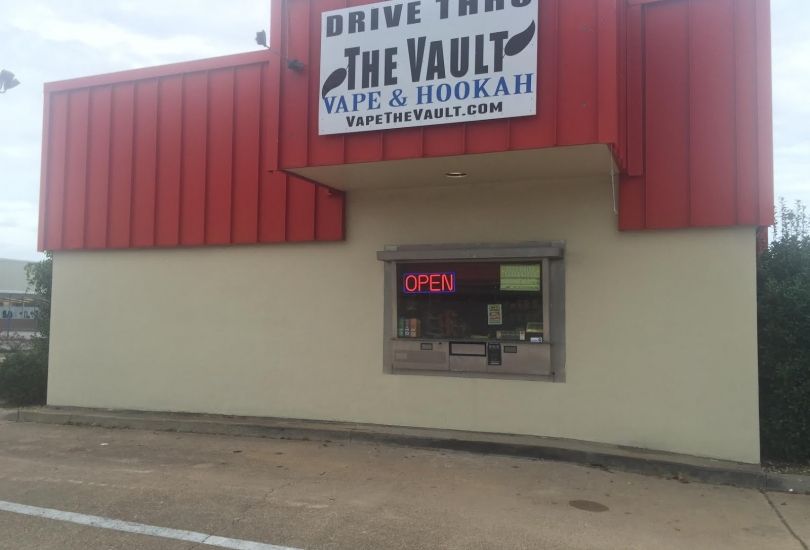 DRIVE THRU
THE VAULT
VAPE & HOOKAH
VAPETHEVAULT.COM
OPEN